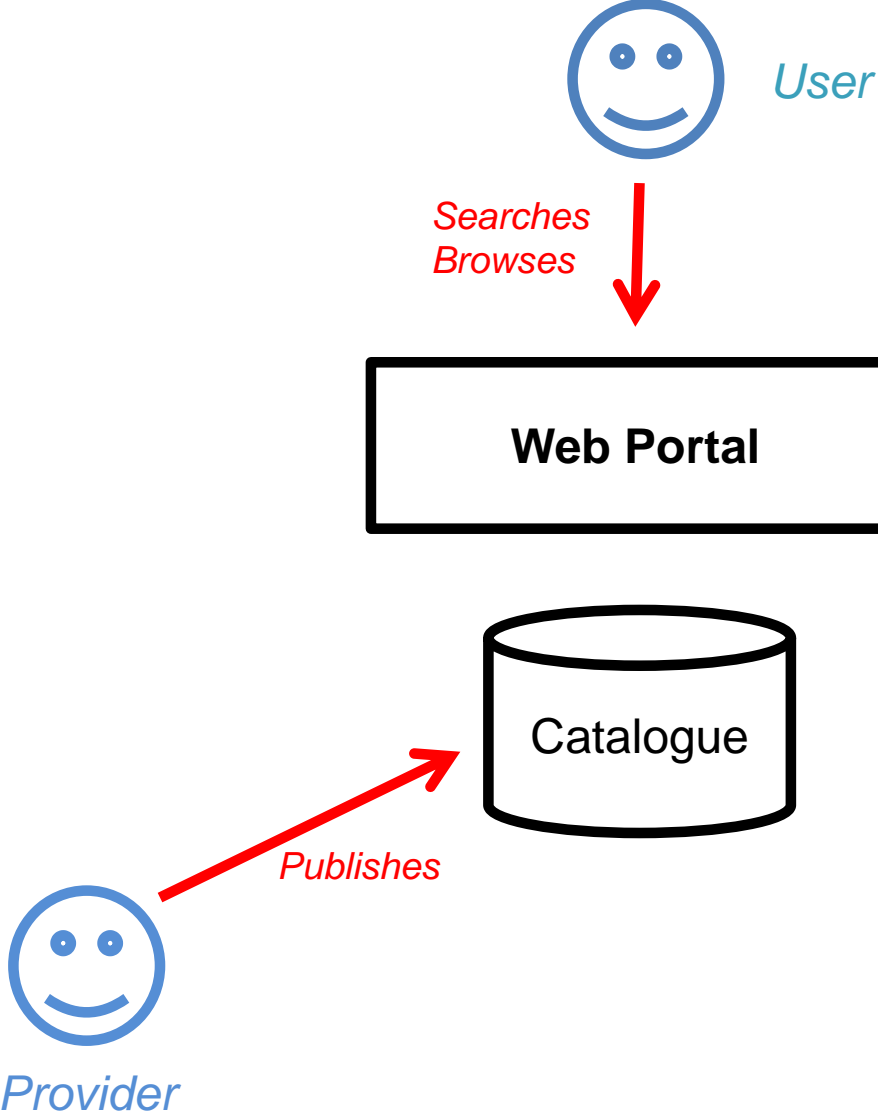 User
Searches
Browses
Web Portal
Catalogue
Publishes
Provider